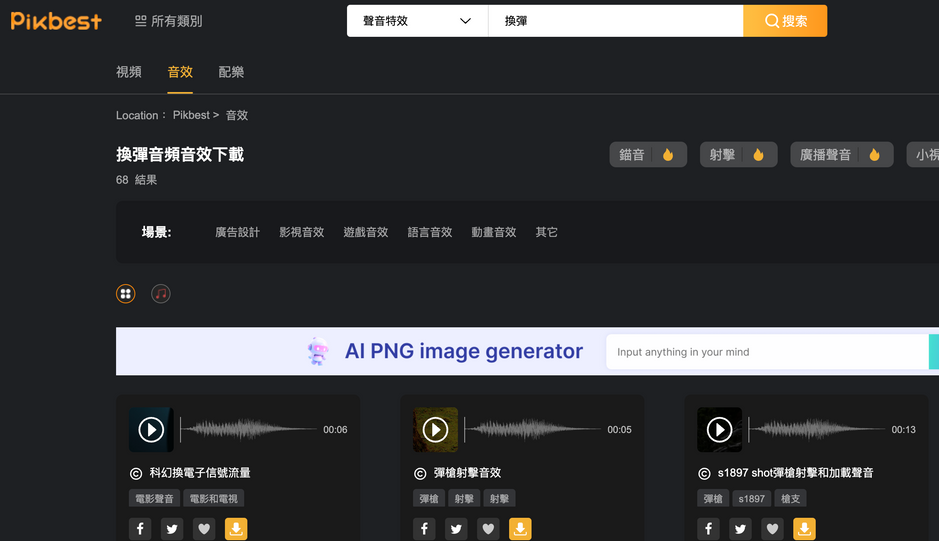 Pikbest 所有類別 聲音特效 換彈 搜索
視頻 音效 配樂
Location： Pikbest > 音效
換彈音頻音效下載 錨音 射擊 廣播聲音 小視
68 結果
場景: 廣告設計 影視音效 遊戲音效 語言音效 動畫音效 其它
AI PNG image generator Input anything in your mind
00:06 00:05 00:13
© 科幻換電子信號流量 © 彈槍射擊音效 © s1897 shot彈槍射擊和加載聲音
電影聲音 電影和電視 彈槍 射擊 射擊 彈槍 s1897 槍支